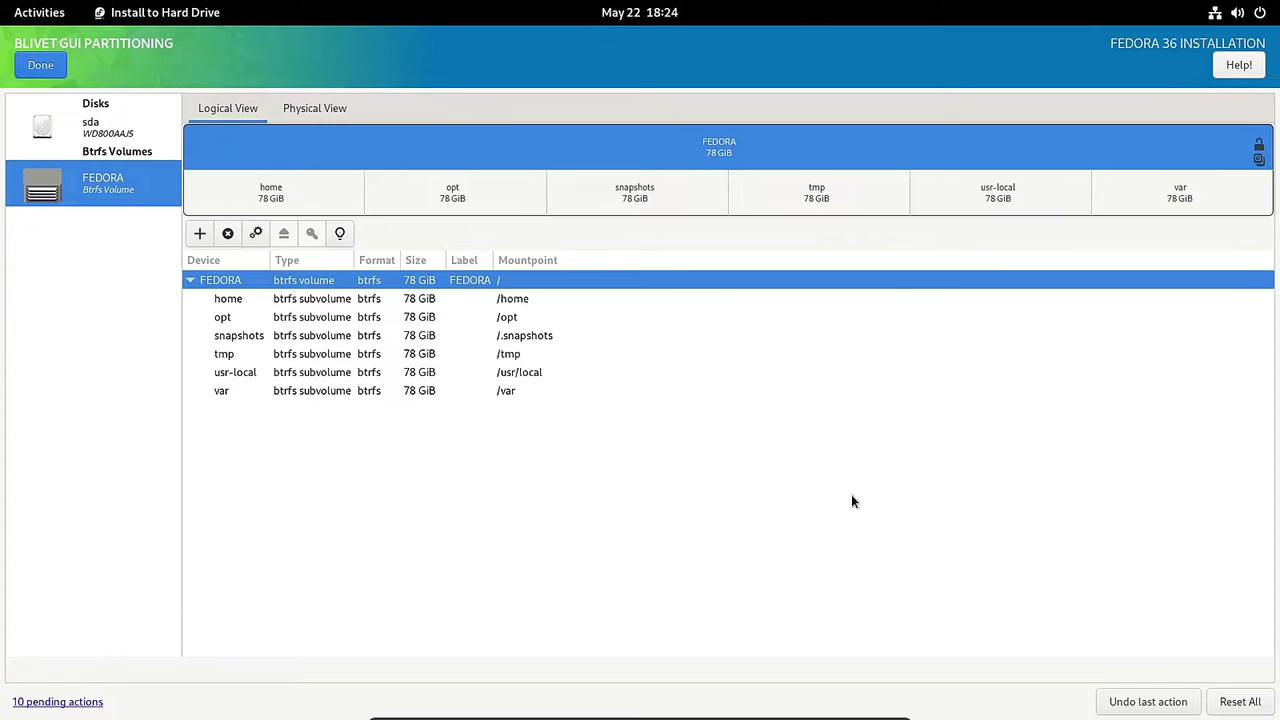 Activities
Install to Hard Drive
May 22 18:24
BLIVET GUI PARTITIONING
FEDORA 36 INSTALLATION
Done
Help!
Disks
sda
WD800AAJS
Btrfs Volumes
FEDORA
Btrfs Volume
Logical View
Physical View
FEDORA
78 GiB
home
78 GiB
opt
78 GiB
snapshots
78 GiB
tmp
78 GiB
usr-local
78 GiB
var
78 GiB
Device Type Format Size Label Mountpoint
FEDORA btrfs volume btrfs 78 GiB FEDORA /
home btrfs subvolume btrfs 78 GiB /home
opt btrfs subvolume btrfs 78 GiB /opt
snapshots btrfs subvolume btrfs 78 GiB /.snapshots
tmp btrfs subvolume btrfs 78 GiB /tmp
usr-local btrfs subvolume btrfs 78 GiB /usr/local
var btrfs subvolume btrfs 78 GiB /var
10 pending actions
Undo last action
Reset All